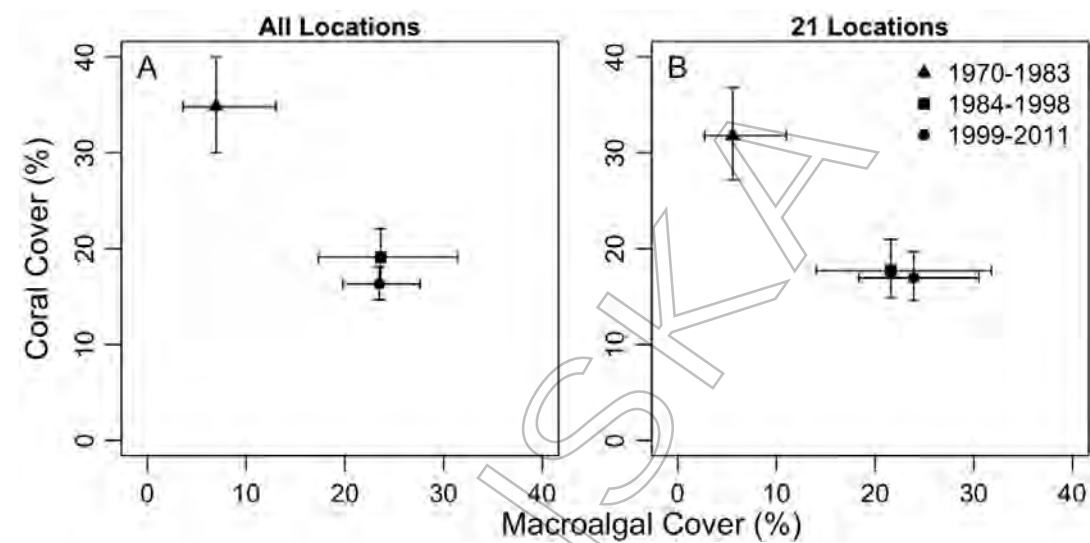 All Locations
21 Locations
A
B
1970-1983
1984-1998
1999-2011
Coral Cover (%)
40
30
20
10
0
40
30
20
10
0
0 10 20 30 40
0 10 20 30 40
Macroalgal Cover (%)
SKA